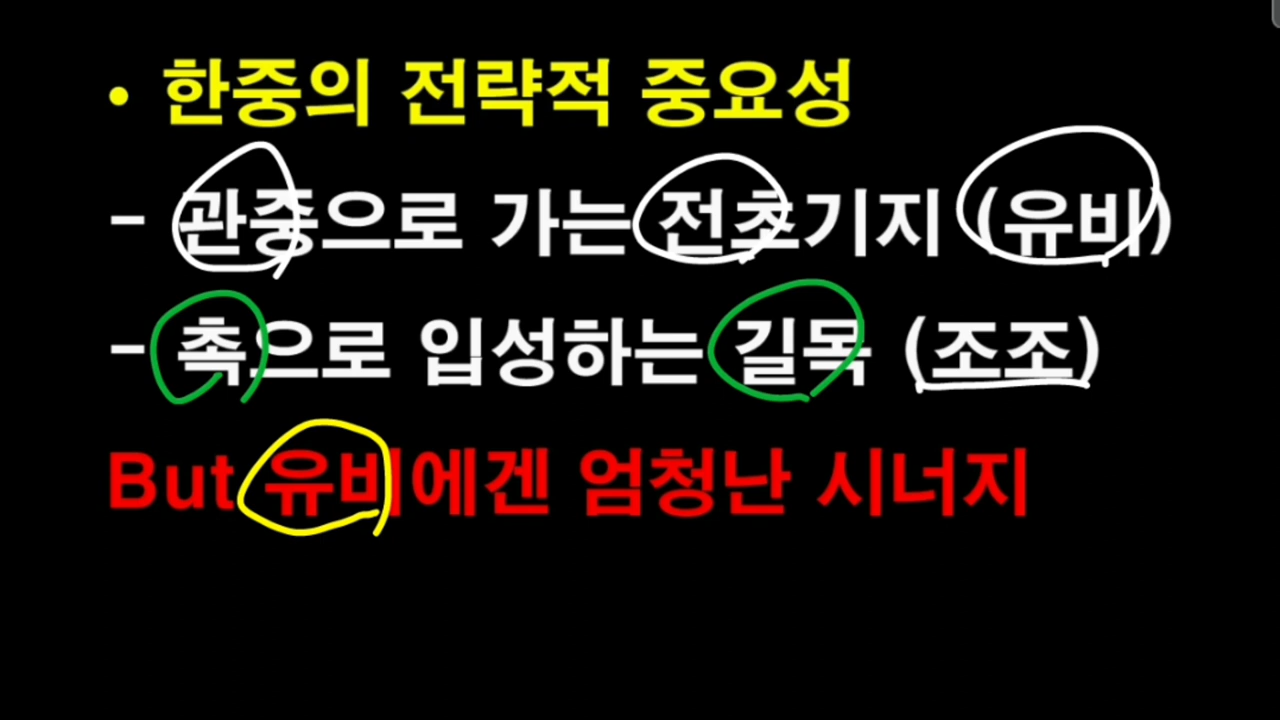 • 한중의 전략적 중요성
- 관중으로 가는 전초기지 (유비)
- 촉으로 입성하는 길목 (조조)
But 유비에겐 엄청난 시너지